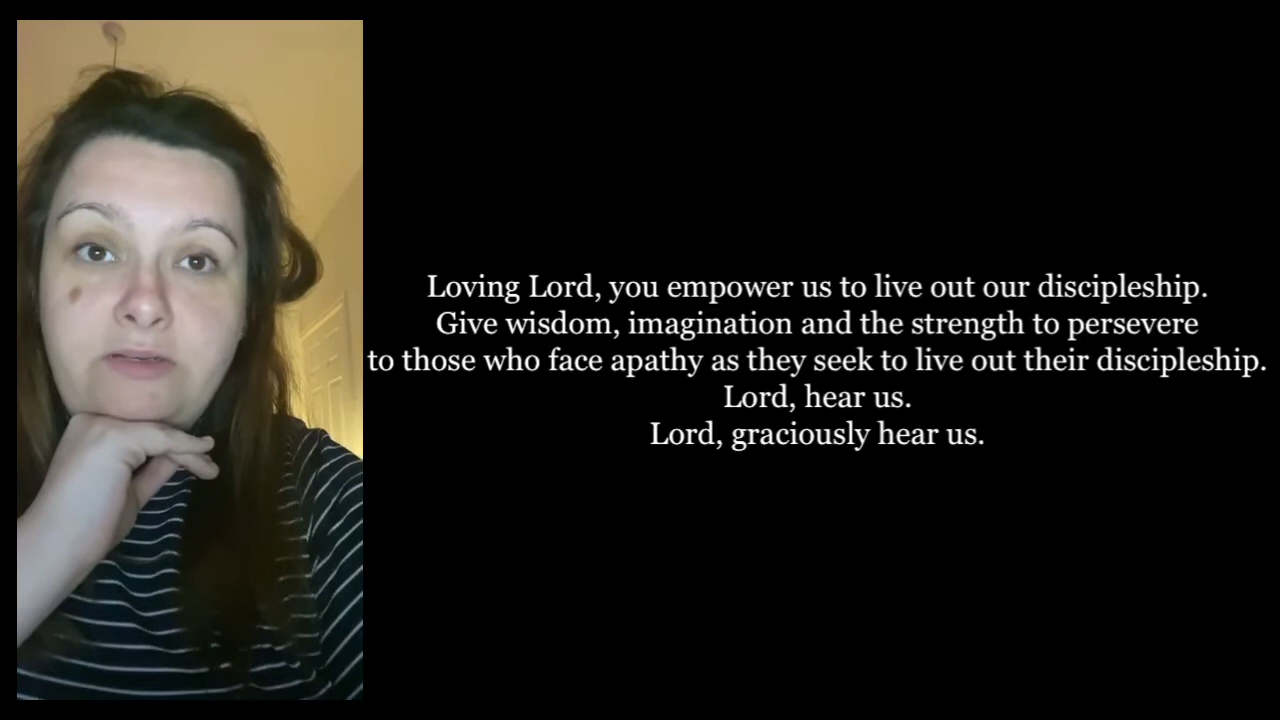 Loving Lord, you empower us to live out our discipleship.
Give wisdom, imagination and the strength to persevere
to those who face apathy as they seek to live out their discipleship.
Lord, hear us.
Lord, graciously hear us.